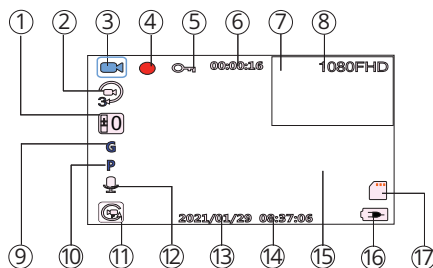 ① ② ③ ④ ⑤ ⑥ ⑦ ⑧
00:00:16 1080FHD
3
±0
G
P
2021/01/29 08:37:06
⑨ ⑩ ⑪ ⑫ ⑬ ⑭ ⑮ ⑯ ⑰